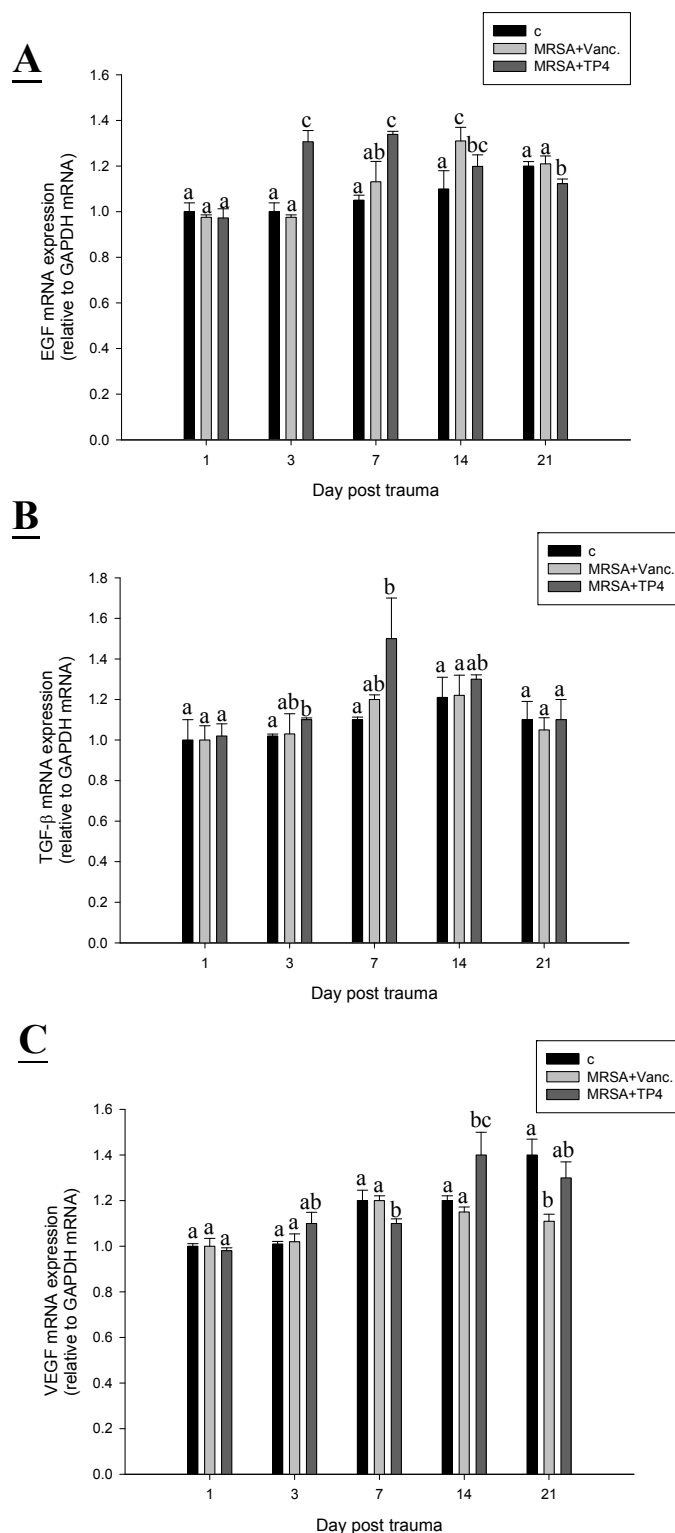 A
c
MRSA+Vanc.
MRSA+TP4
EGF mRNA expression
(relative to GAPDH mRNA)
1.6
1.4
1.2
1.0
0.8
0.6
0.4
0.2
0.0
a a a
a a c
a ab c
a c bc
a a b
1 3 7 14 21
Day post trauma
B
c
MRSA+Vanc.
MRSA+TP4
TGF-β mRNA expression
(relative to GAPDH mRNA)
1.8
1.6
1.4
1.2
1.0
0.8
0.6
0.4
0.2
0.0
a a a
a ab b
a ab b
a a ab
a a a
1 3 7 14 21
Day post trauma
C
c
MRSA+Vanc.
MRSA+TP4
VEGF mRNA expression
(relative to GAPDH mRNA)
1.6
1.4
1.2
1.0
0.8
0.6
0.4
0.2
0.0
a a a
a a ab
a a b
a a bc
a b ab
1 3 7 14 21
Day post trauma